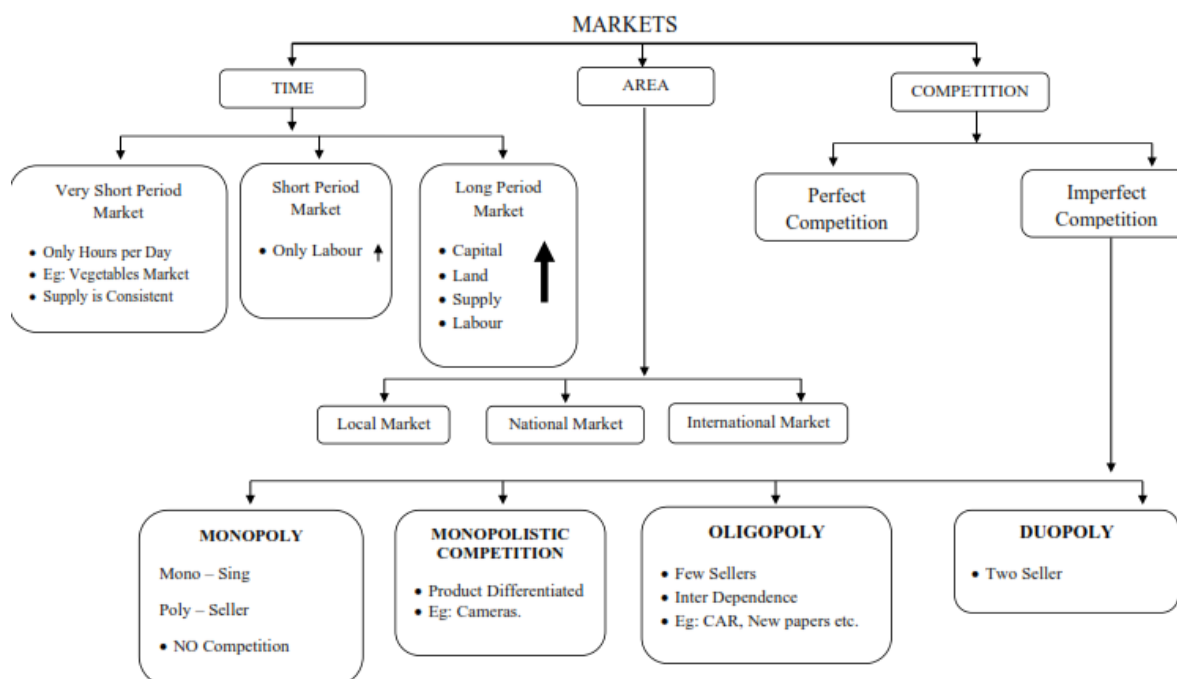 MARKETS
TIME
AREA
COMPETITION
Very Short Period
Market
• Only Hours per Day
• Eg: Vegetables Market
• Supply is Consistent
Short Period
Market
• Only Labour
Long Period
Market
• Capital
• Land
• Supply
• Labour
Perfect
Competition
Imperfect
Competition
Local Market
National Market
International Market
MONOPOLY
Mono – Sing
Poly – Seller
• NO Competition
MONOPOLISTIC
COMPETITION
• Product Differentiated
• Eg: Cameras.
OLIGOPOLY
• Few Sellers
• Inter Dependence
• Eg: CAR, New papers etc.
DUOPOLY
• Two Seller